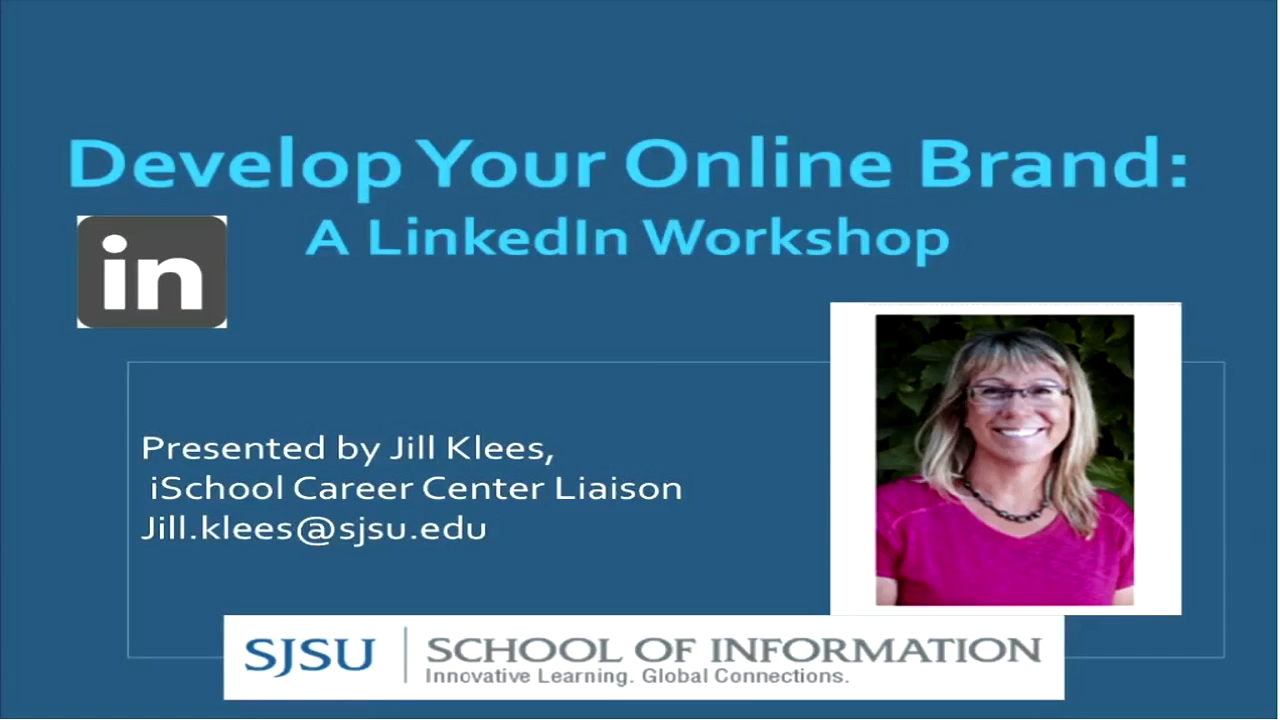 Develop Your Online Brand:
A LinkedIn Workshop
in
Presented by Jill Klees,
iSchool Career Center Liaison
Jill.klees@sjsu.edu
SJSU SCHOOL OF INFORMATION
Innovative Learning. Global Connections.